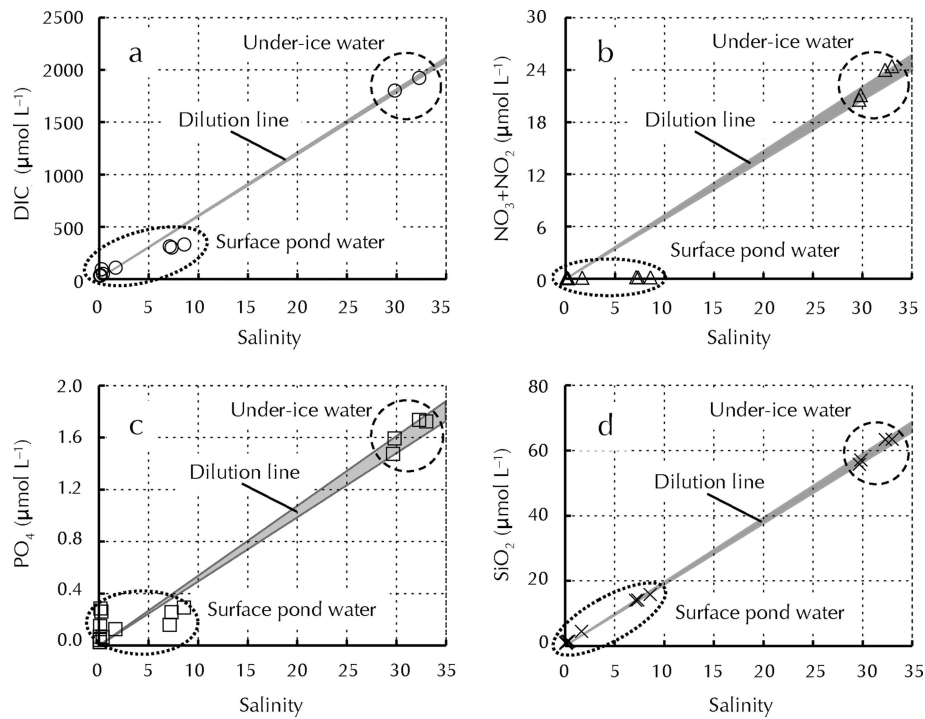 a
DIC (µmol L⁻¹)
2500
2000
1500
1000
500
0
Under-ice water
Dilution line
Surface pond water
0 5 10 15 20 25 30 35
Salinity
b
NO₃+NO₂ (µmol L⁻¹)
30
24
18
12
6
0
Under-ice water
Dilution line
Surface pond water
0 5 10 15 20 25 30 35
Salinity
c
PO₄ (µmol L⁻¹)
2.0
1.6
1.2
0.8
0.4
0.0
Under-ice water
Dilution line
Surface pond water
0 5 10 15 20 25 30 35
Salinity
d
SiO₂ (µmol L⁻¹)
80
60
40
20
0
Under-ice water
Dilution line
Surface pond water
0 5 10 15 20 25 30 35
Salinity